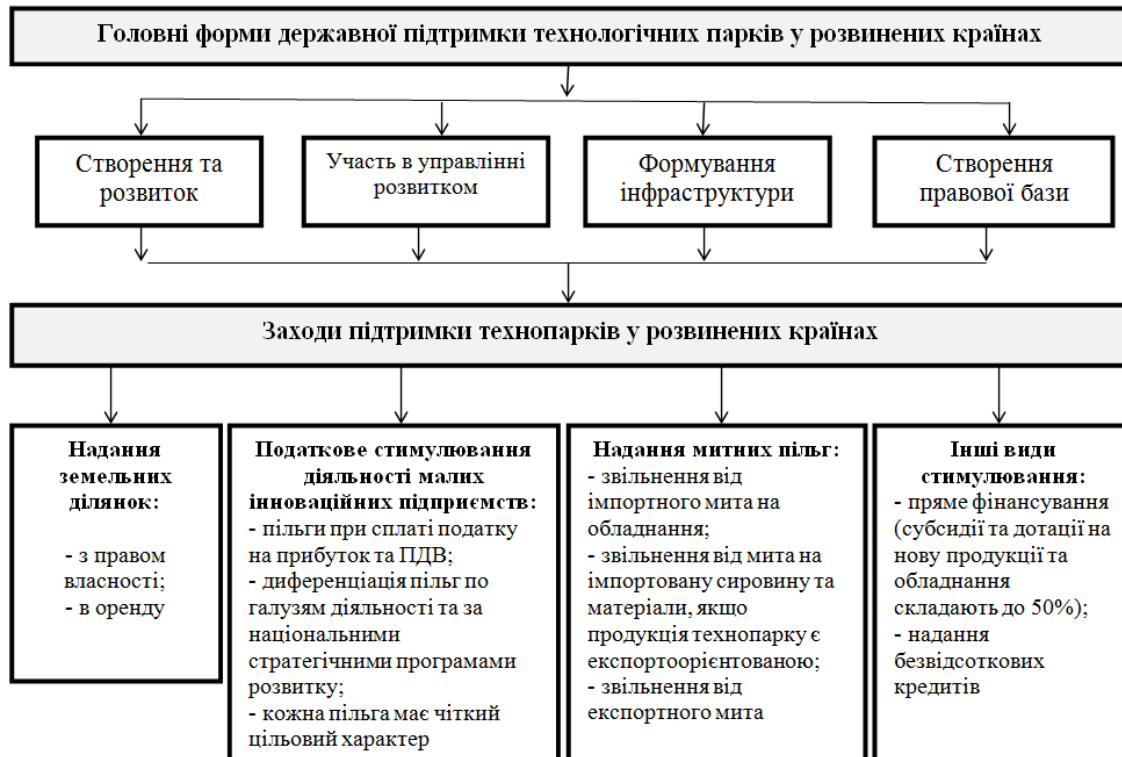 Головні форми державної підтримки технологічних парків у розвинених країнах
Створення та
розвиток
Участь в управлінні
розвитком
Формування
інфраструктури
Створення
правової бази
Заходи підтримки технопарків у розвинених країнах
Надання
земельних
ділянок:
- з правом
власності;
- в оренду
Податкове стимулювання
діяльності малих
інноваційних підприємств:
- пільги при сплаті податку
на прибуток та ПДВ;
- диференціація пільг по
галузям діяльності та за
національними
стратегічними програмами
розвитку;
- кожна пільга має чіткий
цільовий характер
Надання митних пільг:
- звільнення від
імпортного мита на
обладнання;
- звільнення від мита на
імпортовану сировину та
матеріали, якщо
продукція технопарку є
експортоорієнтованою;
- звільнення від
експортного мита
Інші види
стимулювання:
- пряме фінансування
(субсидії та дотації на
нову продукції та
обладнання
складають до 50%);
- надання
безвідсоткових
кредитів